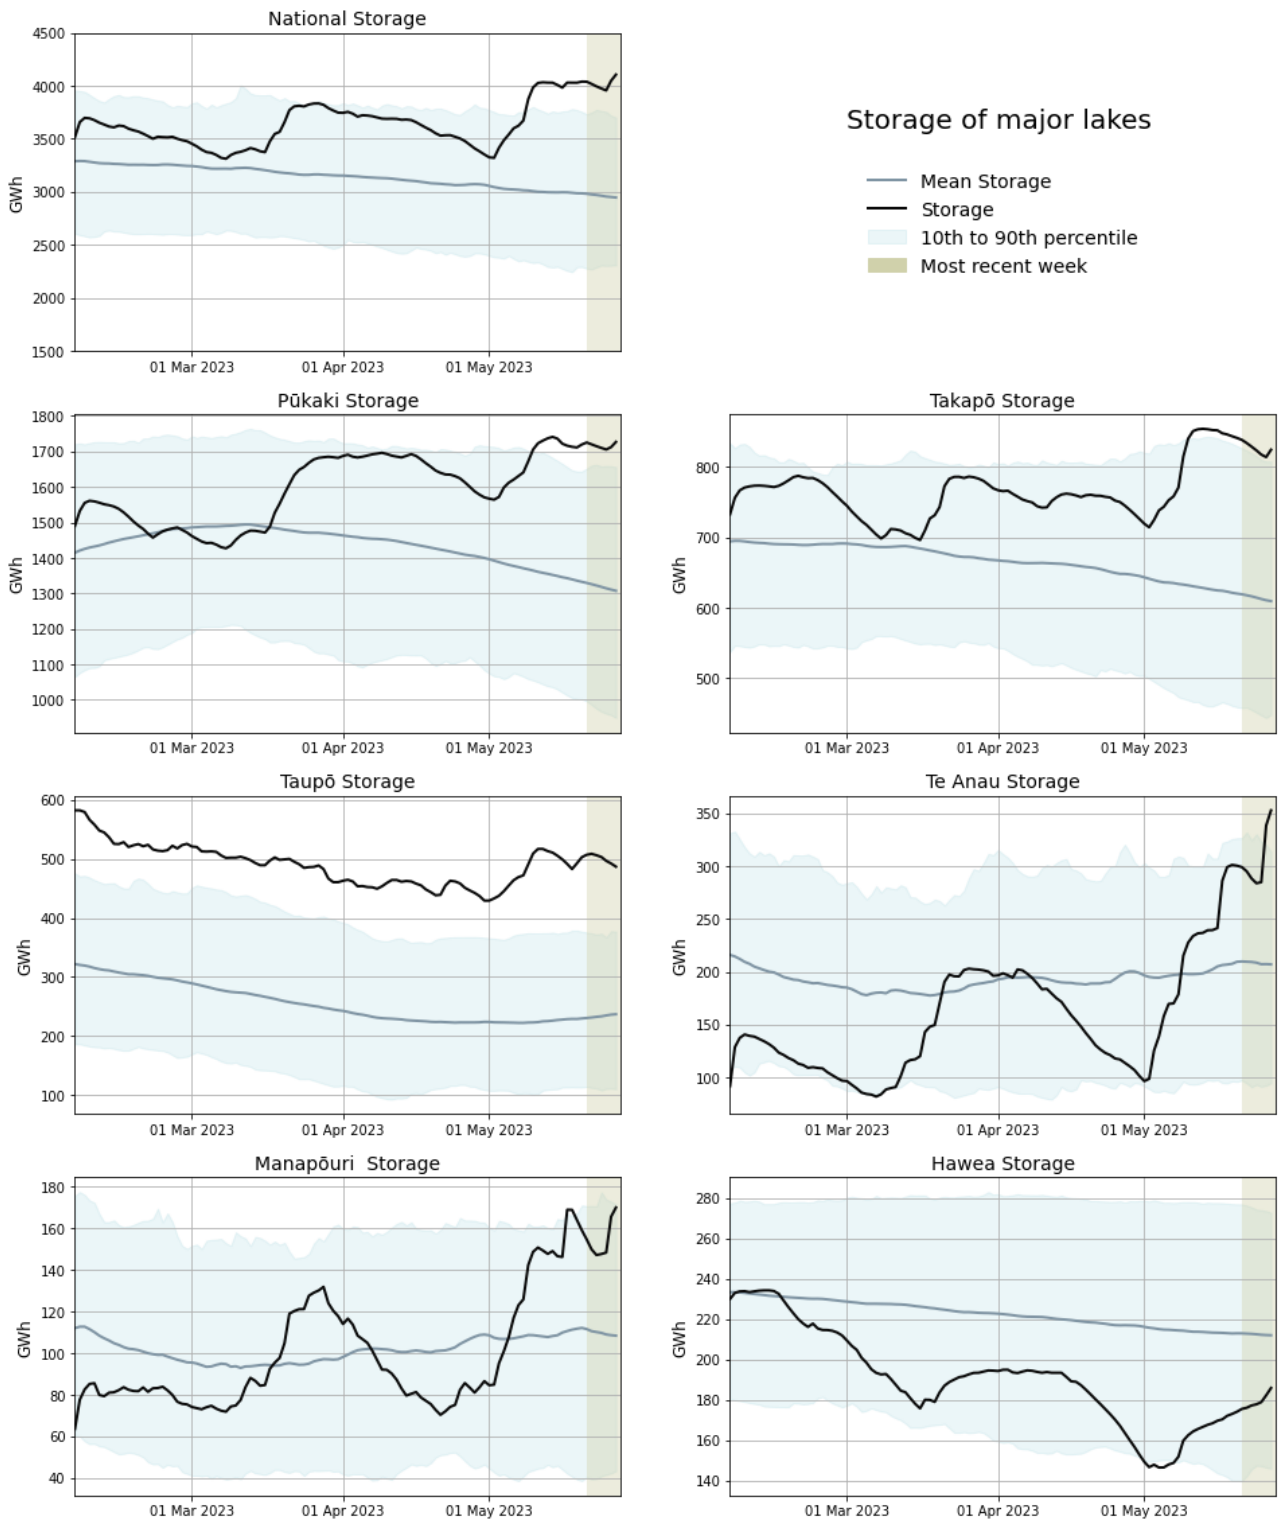 National Storage
4500
4000
3500
3000
2500
2000
1500
GWh
01 Mar 2023 01 Apr 2023 01 May 2023
Storage of major lakes
Mean Storage
Storage
10th to 90th percentile
Most recent week
Pūkaki Storage
1800
1700
1600
1500
1400
1300
1200
1100
1000
GWh
01 Mar 2023 01 Apr 2023 01 May 2023
Takapō Storage
800
700
600
500
GWh
01 Mar 2023 01 Apr 2023 01 May 2023
Taupō Storage
600
500
400
300
200
100
GWh
01 Mar 2023 01 Apr 2023 01 May 2023
Te Anau Storage
350
300
250
200
150
100
GWh
01 Mar 2023 01 Apr 2023 01 May 2023
Manapōuri  Storage
180
160
140
120
100
80
60
40
GWh
01 Mar 2023 01 Apr 2023 01 May 2023
Hawea Storage
280
260
240
220
200
180
160
140
GWh
01 Mar 2023 01 Apr 2023 01 May 2023